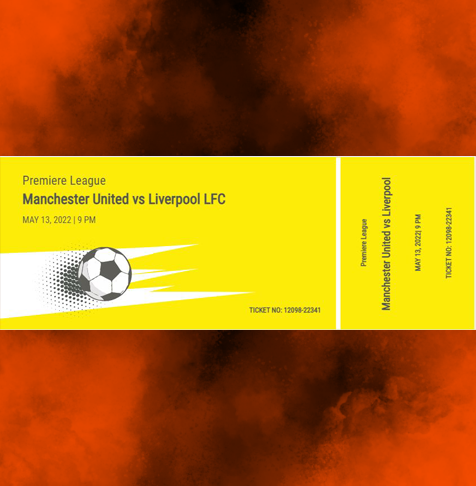 Premiere League
Manchester United vs Liverpool LFC
MAY 13, 2022 | 9 PM
TICKET NO: 12098-22341
Premiere League
Manchester United vs Liverpool
MAY 13, 2022| 9 PM
TICKET NO: 12098-22341